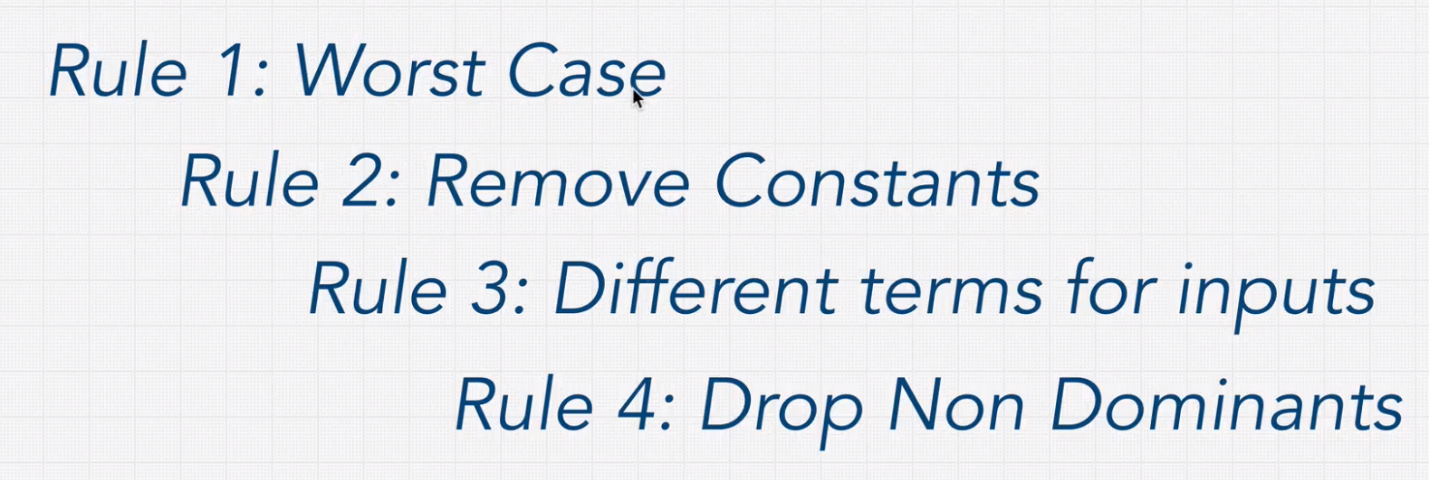 Rule 1: Worst Case
Rule 2: Remove Constants
Rule 3: Different terms for inputs
Rule 4: Drop Non Dominants